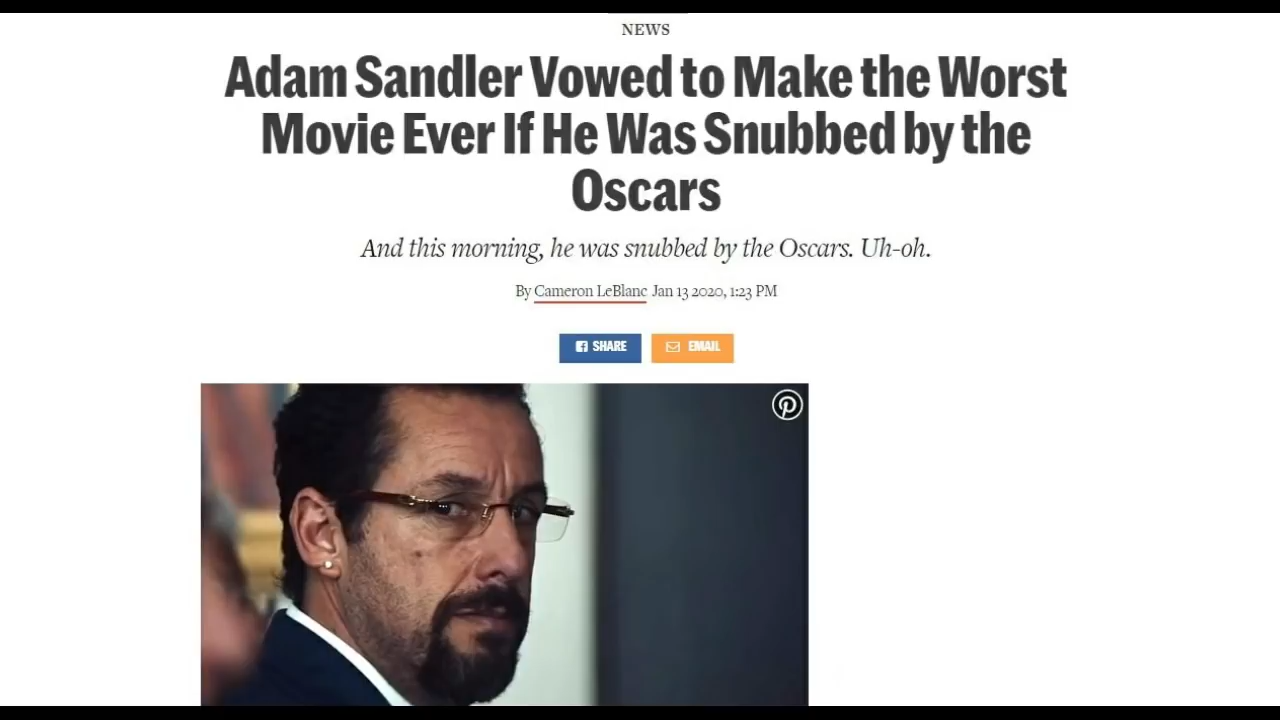 NEWS
Adam Sandler Vowed to Make the Worst
Movie Ever If He Was Snubbed by the
Oscars
And this morning, he was snubbed by the Oscars. Uh-oh.
By Cameron LeBlanc Jan 13 2020, 1:23 PM
SHARE EMAIL